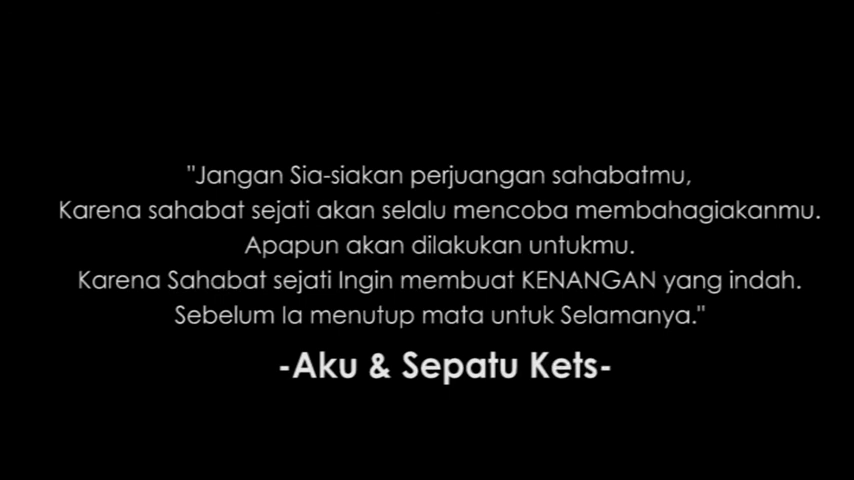 "Jangan Sia-siakan perjuangan sahabatmu,
Karena sahabat sejati akan selalu mencoba membahagiakanmu.
Apapun akan dilakukan untukmu.
Karena Sahabat sejati Ingin membuat KENANGAN yang indah.
Sebelum Ia menutup mata untuk Selamanya."
-Aku & Sepatu Kets-